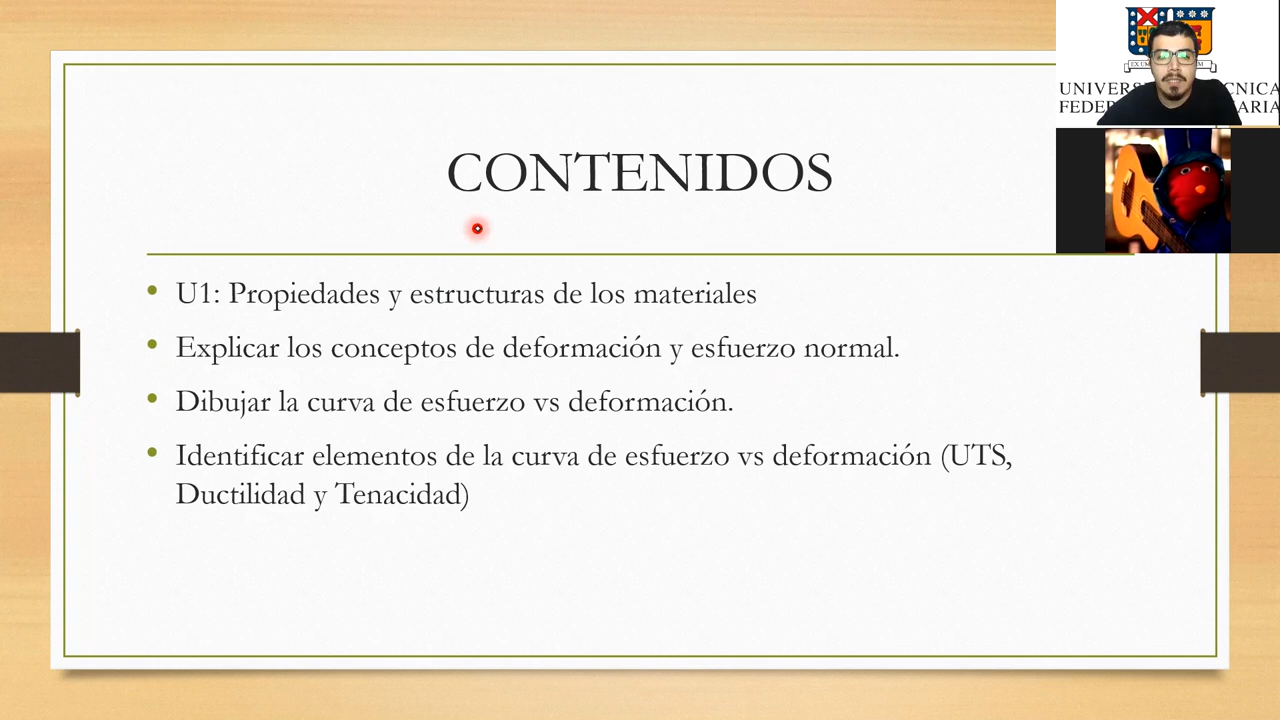 CONTENIDOS
• U1: Propiedades y estructuras de los materiales
• Explicar los conceptos de deformación y esfuerzo normal.
• Dibujar la curva de esfuerzo vs deformación.
• Identificar elementos de la curva de esfuerzo vs deformación (UTS,
Ductilidad y Tenacidad)